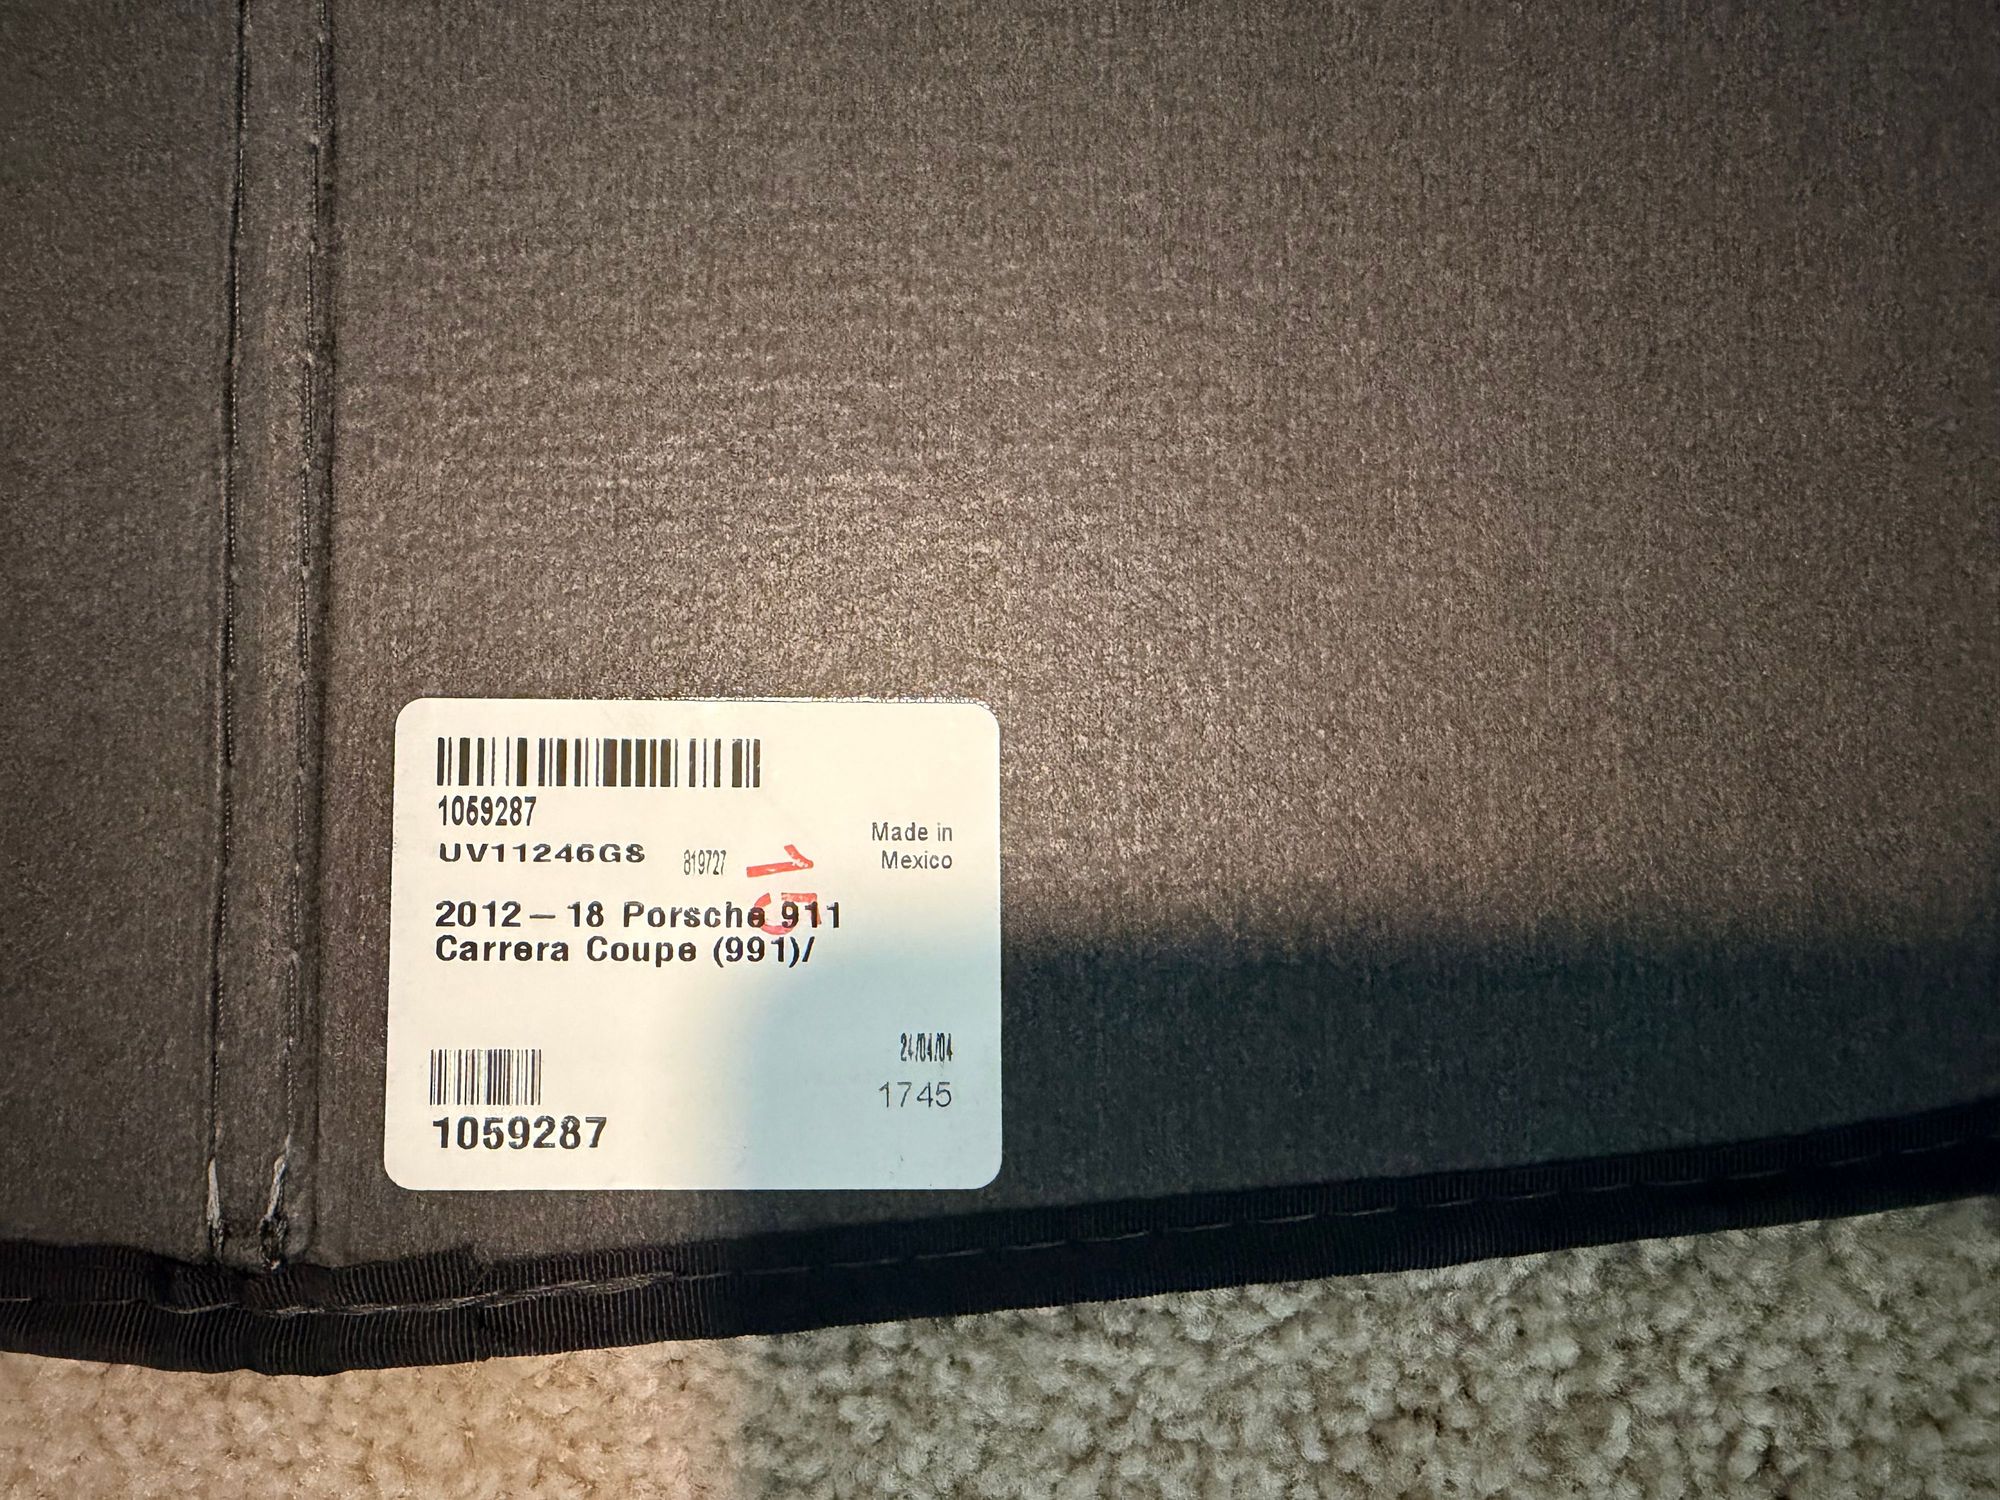 1059287
UV11246GS 819727
Made in
Mexico
2012 – 18 Porsche 911
Carrera Coupe (991)/
24/04/04
1745
1059287